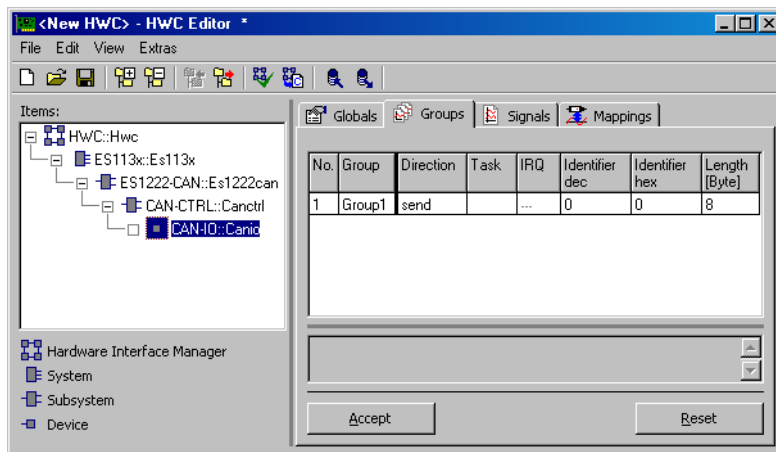 <New HWC> - HWC Editor *
File Edit View Extras
Items:
HWC::Hwc
ES113x::Es113x
ES1222-CAN::Es1222can
CAN-CTRL::Canctrl
CAN-IO::Canio
Hardware Interface Manager
System
Subsystem
Device
Globals Groups Signals Mappings
No. Group Direction Task IRQ Identifier dec Identifier hex Length [Byte]
1 Group1 send ... 0 0 8
Accept Reset